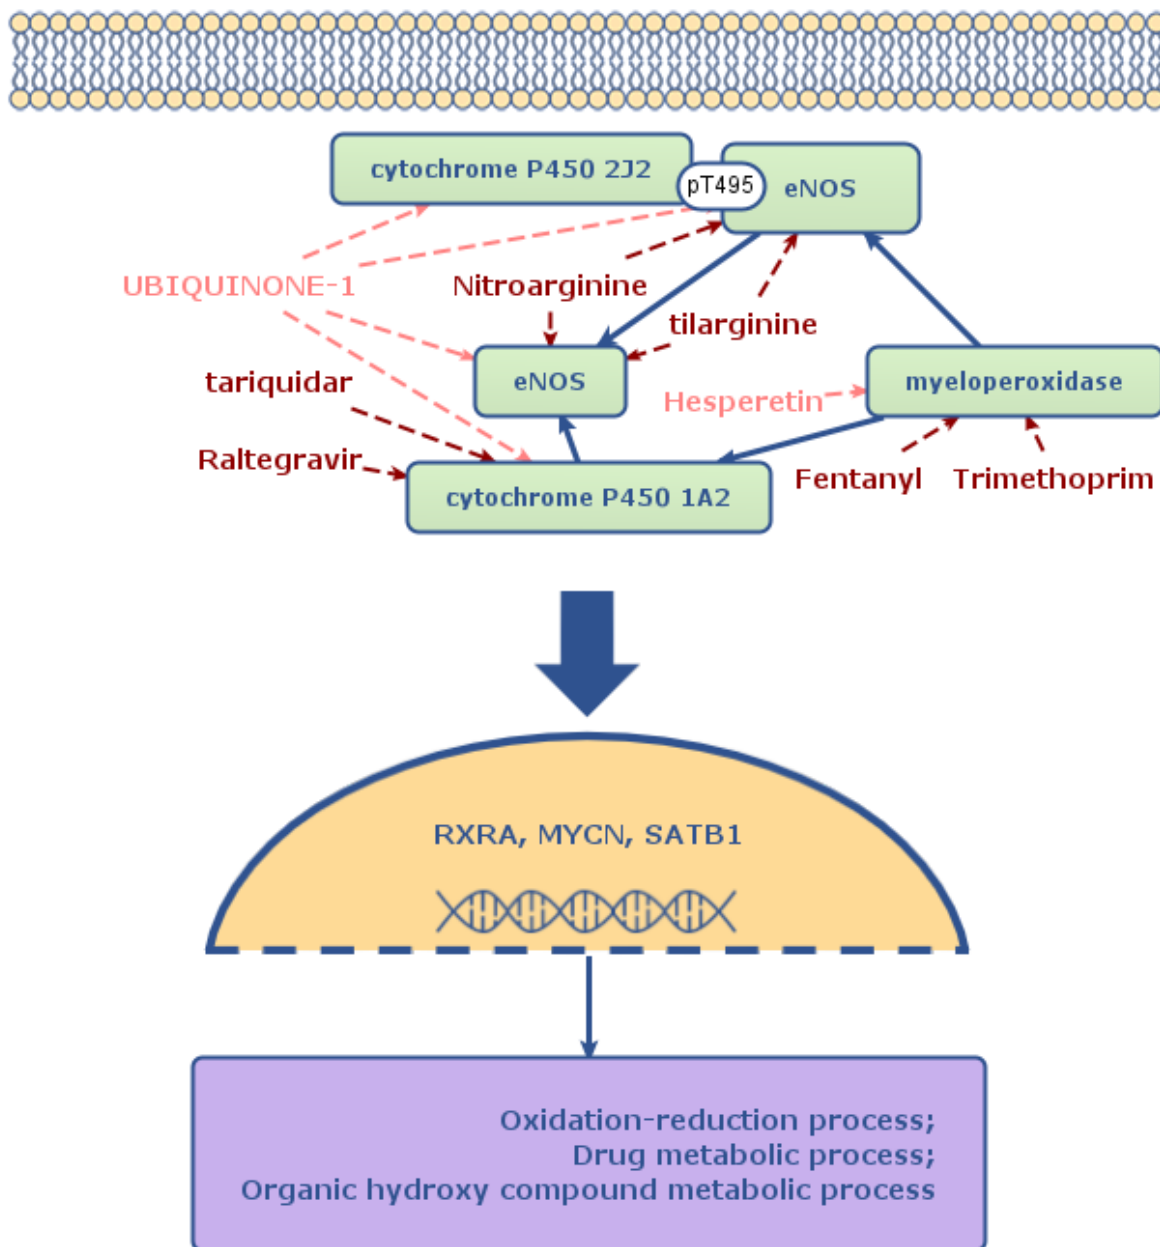 cytochrome P450 2J2
pT495
eNOS
UBIQUINONE-1
Nitroarginine
tilarginine
tariquidar
eNOS
Hesperetin
myeloperoxidase
Raltegravir
cytochrome P450 1A2
Fentanyl
Trimethoprim
RXRA, MYCN, SATB1
Oxidation-reduction process;
Drug metabolic process;
Organic hydroxy compound metabolic process